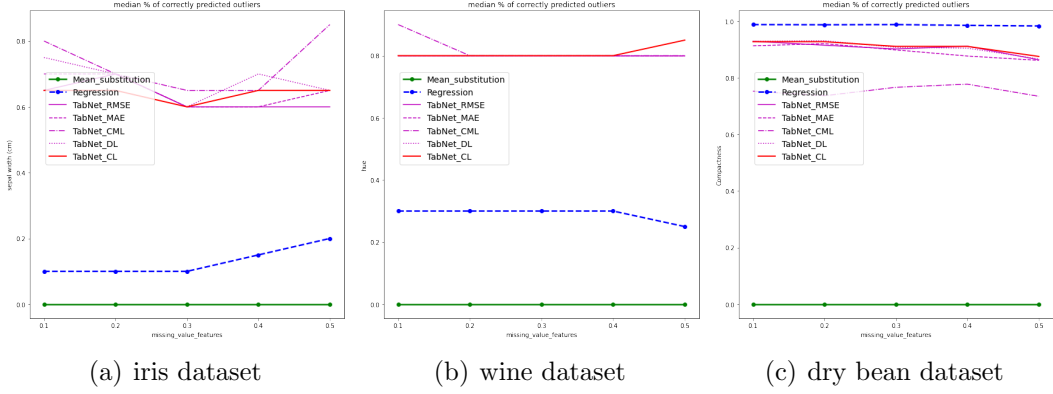 median % of correctly predicted outliers
0.8
0.6
0.4
0.2
0.0
sepal width (cm)
Mean_substitution
Regression
TabNet_RMSE
TabNet_MAE
TabNet_CML
TabNet_DL
TabNet_CL
0.1 0.2 0.3 0.4 0.5
missing_value_features
(a) iris dataset
median % of correctly predicted outliers
0.8
0.6
0.4
0.2
0.0
hue
Mean_substitution
Regression
TabNet_RMSE
TabNet_MAE
TabNet_CML
TabNet_DL
TabNet_CL
0.1 0.2 0.3 0.4 0.5
missing_value_features
(b) wine dataset
median % of correctly predicted outliers
1.0
0.8
0.6
0.4
0.2
0.0
Compactness
Mean_substitution
Regression
TabNet_RMSE
TabNet_MAE
TabNet_CML
TabNet_DL
TabNet_CL
0.1 0.2 0.3 0.4 0.5
missing_value_features
(c) dry bean dataset